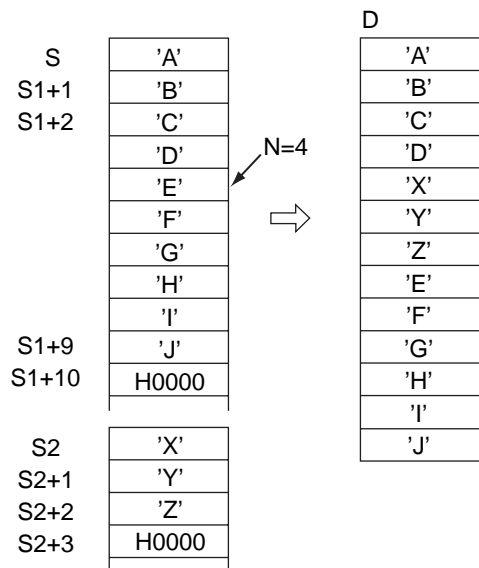 D
S 'A' 'A'
S1+1 'B' 'B'
S1+2 'C' 'C'
'D' 'D'
N=4
'E' 'X'
'F' 'Y'
'G' 'Z'
'H' 'E'
'I' 'F'
S1+9 'J' 'G'
S1+10 H0000 'H'
'I'
S2 'X' 'J'
S2+1 'Y'
S2+2 'Z'
S2+3 H0000